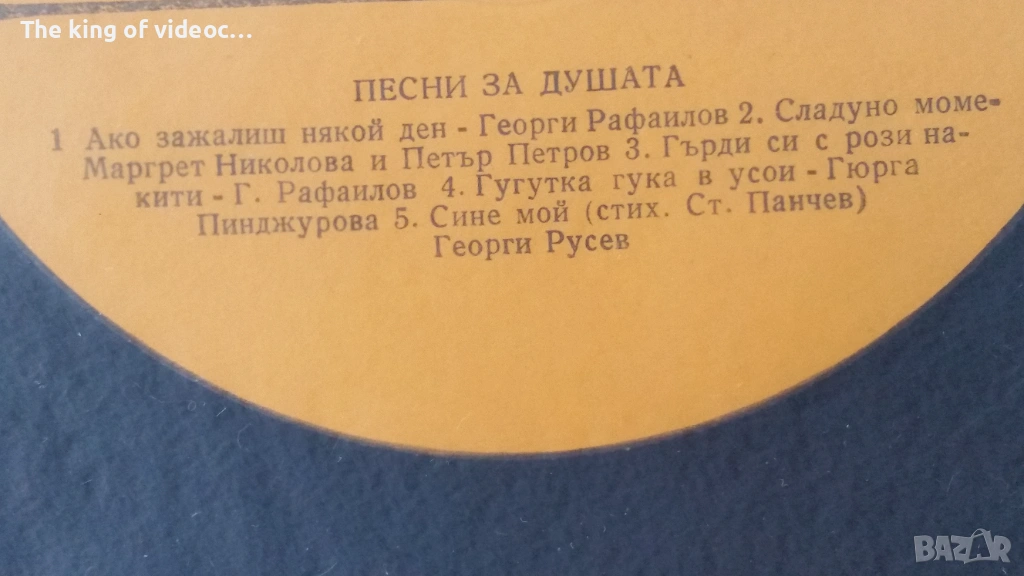 The king of videoc...
ПЕСНИ ЗА ДУШАТА
1 Ако зажалиш някой ден - Георги Рафаилов 2. Сладуно моме-
Маргрет Николова и Петър Петров 3. Гърди си с рози на-
кити - Г. Рафаилов 4. Гугутка гука в усои - Гюрга
Пинджурова 5. Сине мой (стих. Ст. Панчев)
Георги Русев
BAZAR